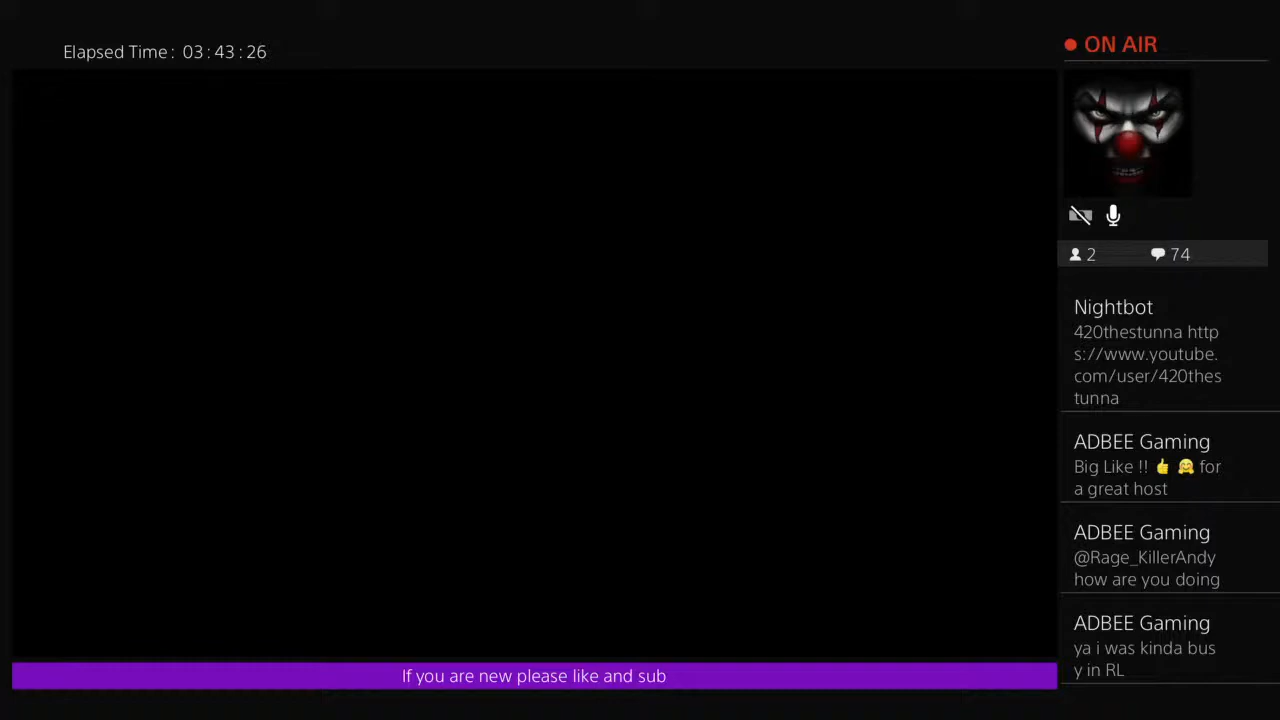 Elapsed Time: 03:43:26
ON AIR
2 74
Nightbot
420thestunna http
s://www.youtube.
com/user/420thes
tunna
ADBEE Gaming
Big Like !! 👍 🤗 for
a great host
ADBEE Gaming
@Rage_KillerAndy
how are you doing
ADBEE Gaming
ya i was kinda bus
y in RL
If you are new please like and sub